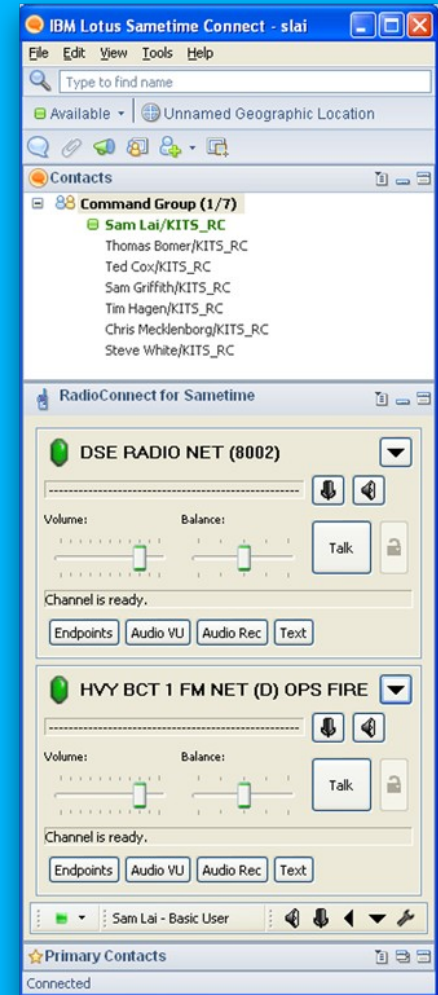 IBM Lotus Sametime Connect - slai
File Edit View Tools Help
Type to find name
Available Unnamed Geographic Location
Contacts
Command Group (1/7)
Sam Lai/KITS_RC
Thomas Bomer/KITS_RC
Ted Cox/KITS_RC
Sam Griffith/KITS_RC
Tim Hagen/KITS_RC
Chris Mecklenborg/KITS_RC
Steve White/KITS_RC
RadioConnect for Sametime
DSE RADIO NET (8002)
Volume: Balance:
Talk
Channel is ready.
Endpoints Audio VU Audio Rec Text
HVY BCT 1 FM NET (D) OPS FIRE
Volume: Balance:
Talk
Channel is ready.
Endpoints Audio VU Audio Rec Text
Sam Lai - Basic User
Primary Contacts
Connected